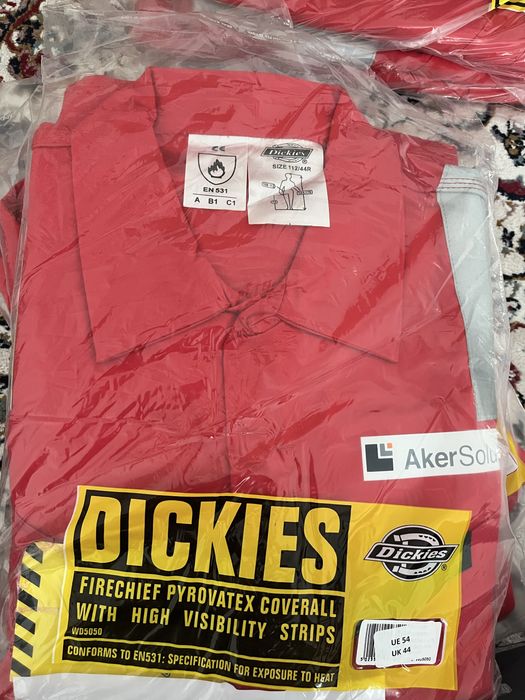 CE
EN 531
A B1 C1
Dickies
SIZE 112/44R
AkerSolu
DICKIES
FIRECHIEF PYROVATEX COVERALL
WITH HIGH VISIBILITY STRIPS
WD5050
CONFORMS TO EN531: SPECIFICATION FOR EXPOSURE TO HEAT
Dickies
UE 54
UK 44